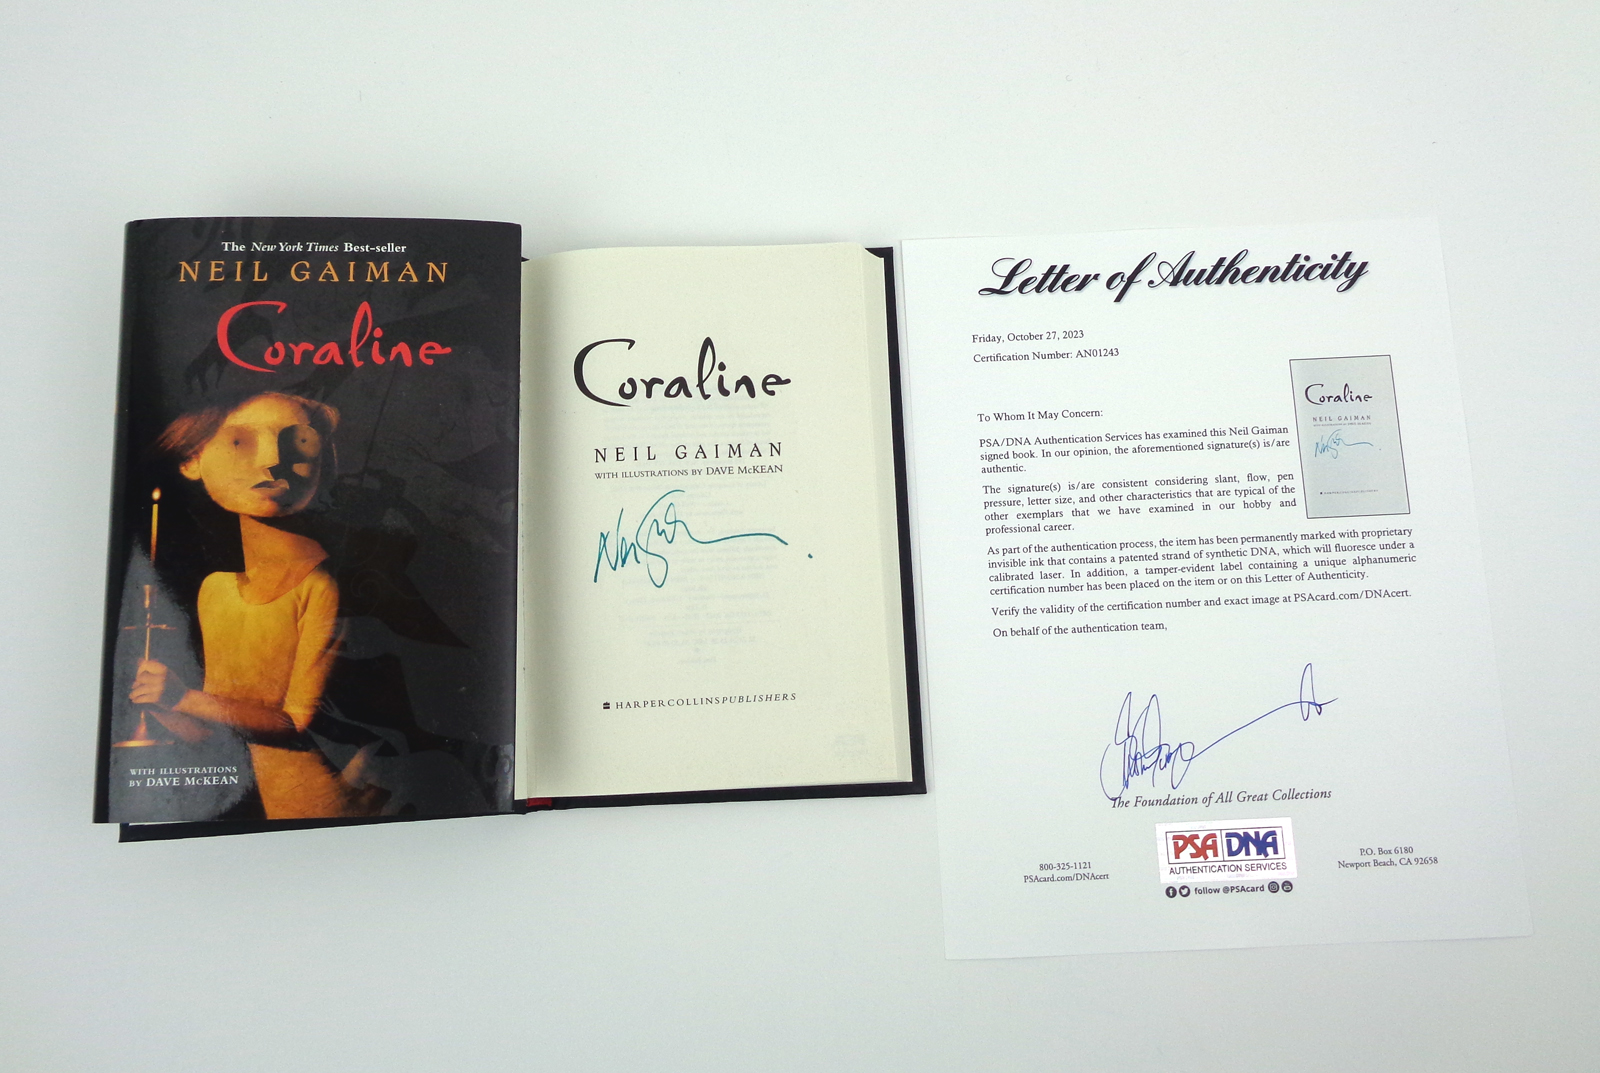 The New York Times Best-seller
NEIL GAIMAN
Coraline
WITH ILLUSTRATIONS
BY DAVE McKEAN
Coraline
NEIL GAIMAN
WITH ILLUSTRATIONS BY DAVE McKEAN
HARPERCOLLINSPUBLISHERS
Letter of Authenticity
Friday, October 27, 2023
Certification Number: AN01243
To Whom It May Concern:
PSA/DNA Authentication Services has examined this Neil Gaiman
signed book. In our opinion, the aforementioned signature(s) is/are
authentic.
The signature(s) is/are consistent considering slant, flow, pen
pressure, letter size, and other characteristics that are typical of the
other exemplars that we have examined in our hobby and
professional career.
Coraline
NEIL GAIMAN
As part of the authentication process, the item has been permanently marked with proprietary
invisible ink that contains a patented strand of synthetic DNA, which will fluoresce under a
calibrated laser. In addition, a tamper-evident label containing a unique alphanumeric
certification number has been placed on the item or on this Letter of Authenticity.
Verify the validity of the certification number and exact image at PSAcard.com/DNAcert.
On behalf of the authentication team,
The Foundation of All Great Collections
PSA DNA
AUTHENTICATION SERVICES
800-325-1121
PSAcard.com/DNAcert
follow @PSAcard
P.O. Box 6180
Newport Beach, CA 92658